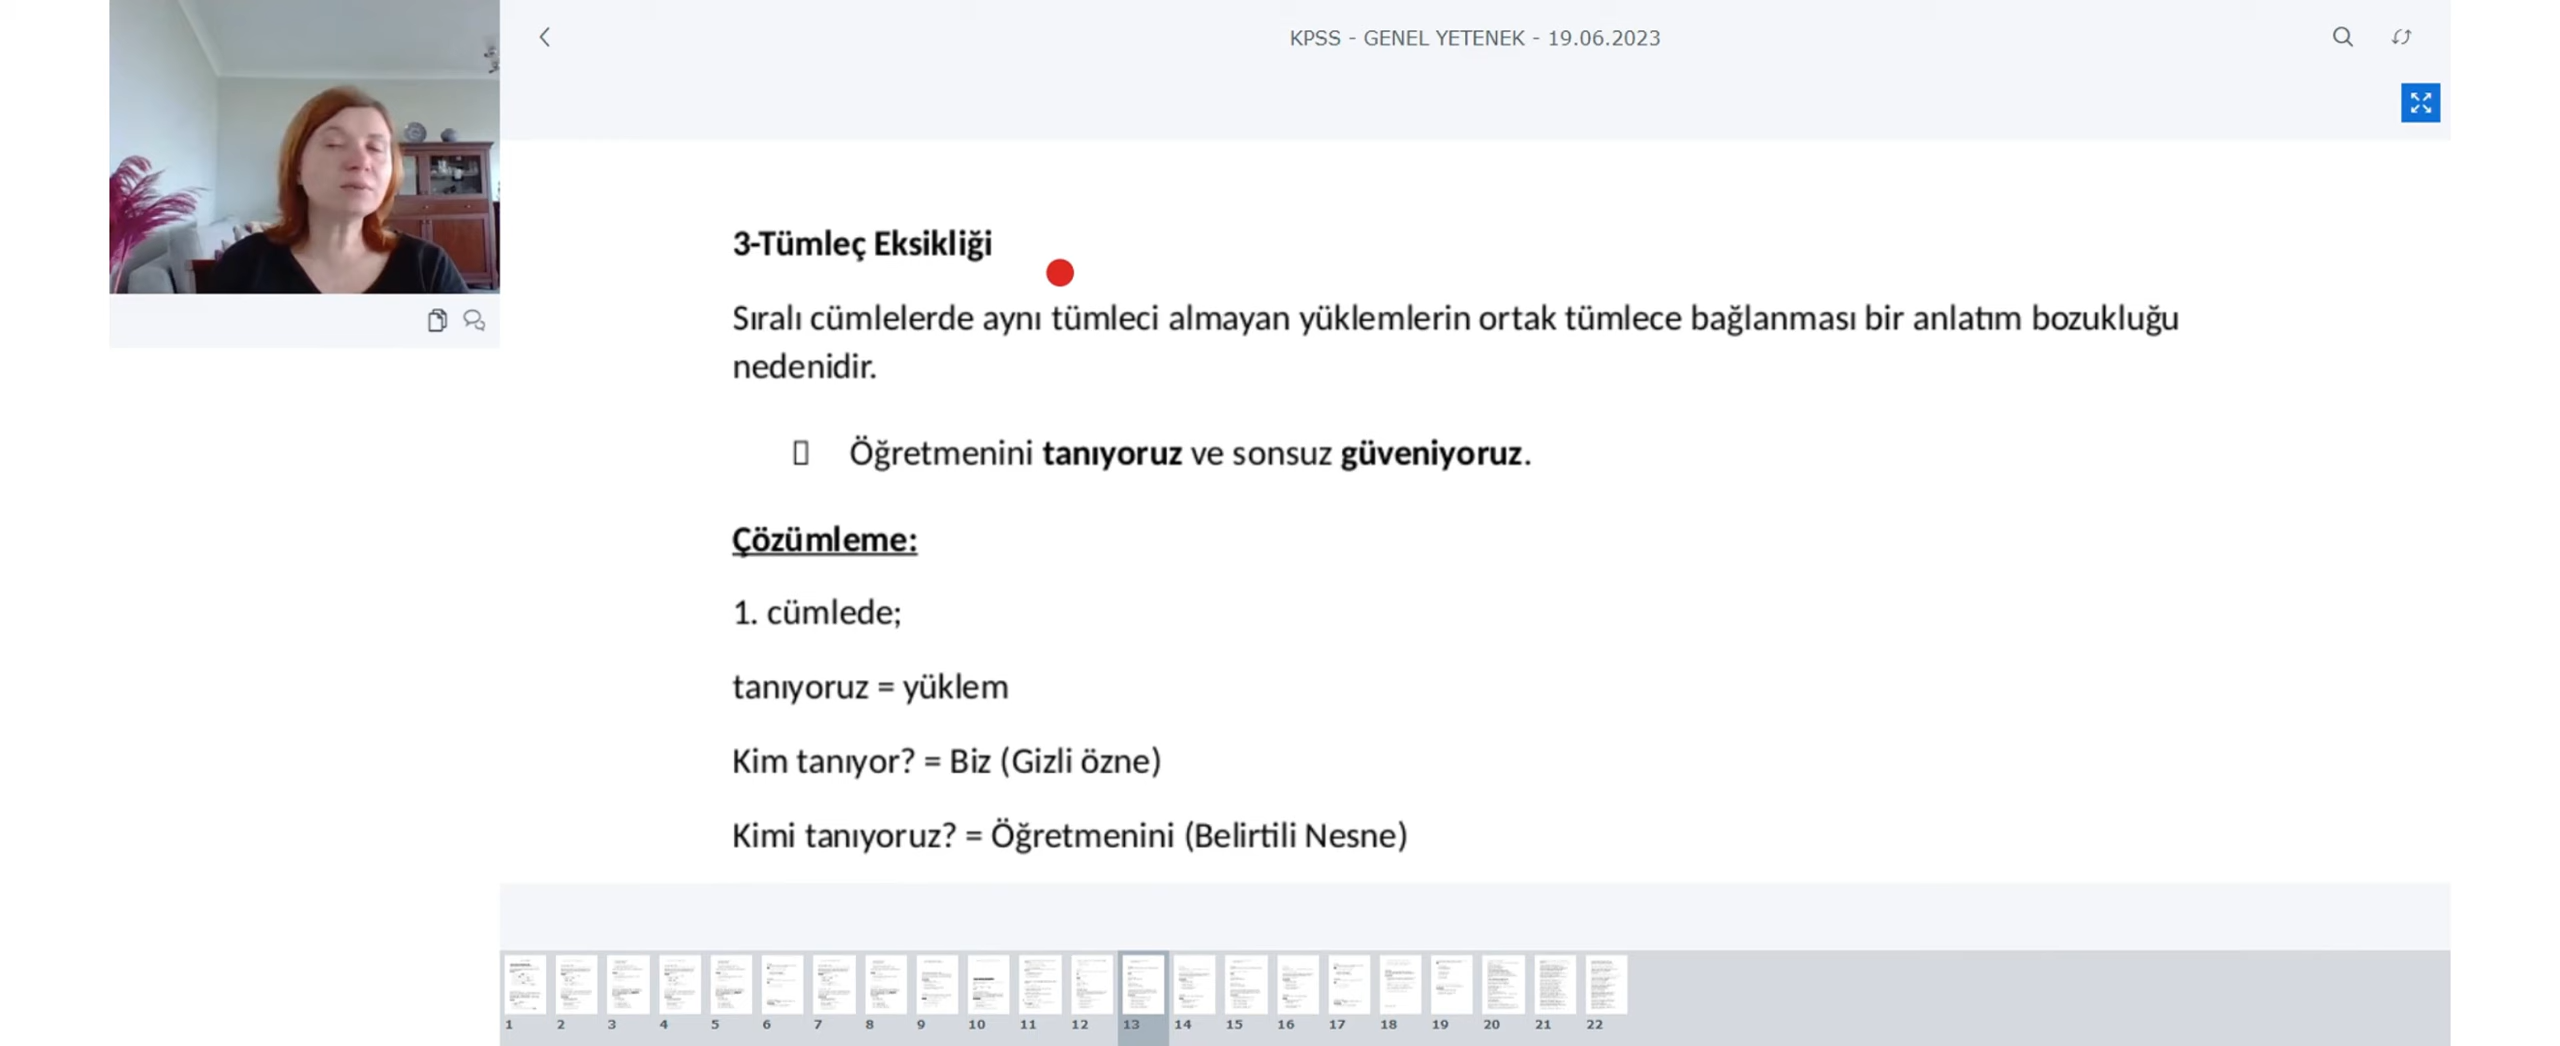 KPSS - GENEL YETENEK - 19.06.2023
3-Tümleç Eksikliği
Sıralı cümlelerde aynı tümleci almayan yüklemlerin ortak tümlece bağlanması bir anlatım bozukluğu
nedenidir.
Öğretmenini tanıyoruz ve sonsuz güveniyoruz.
Çözümleme:
1. cümlede;
tanıyoruz = yüklem
Kim tanıyor? = Biz (Gizli özne)
Kimi tanıyoruz? = Öğretmenini (Belirtili Nesne)
1 2 3 4 5 6 7 8 9 10 11 12 13 14 15 16 17 18 19 20 21 22